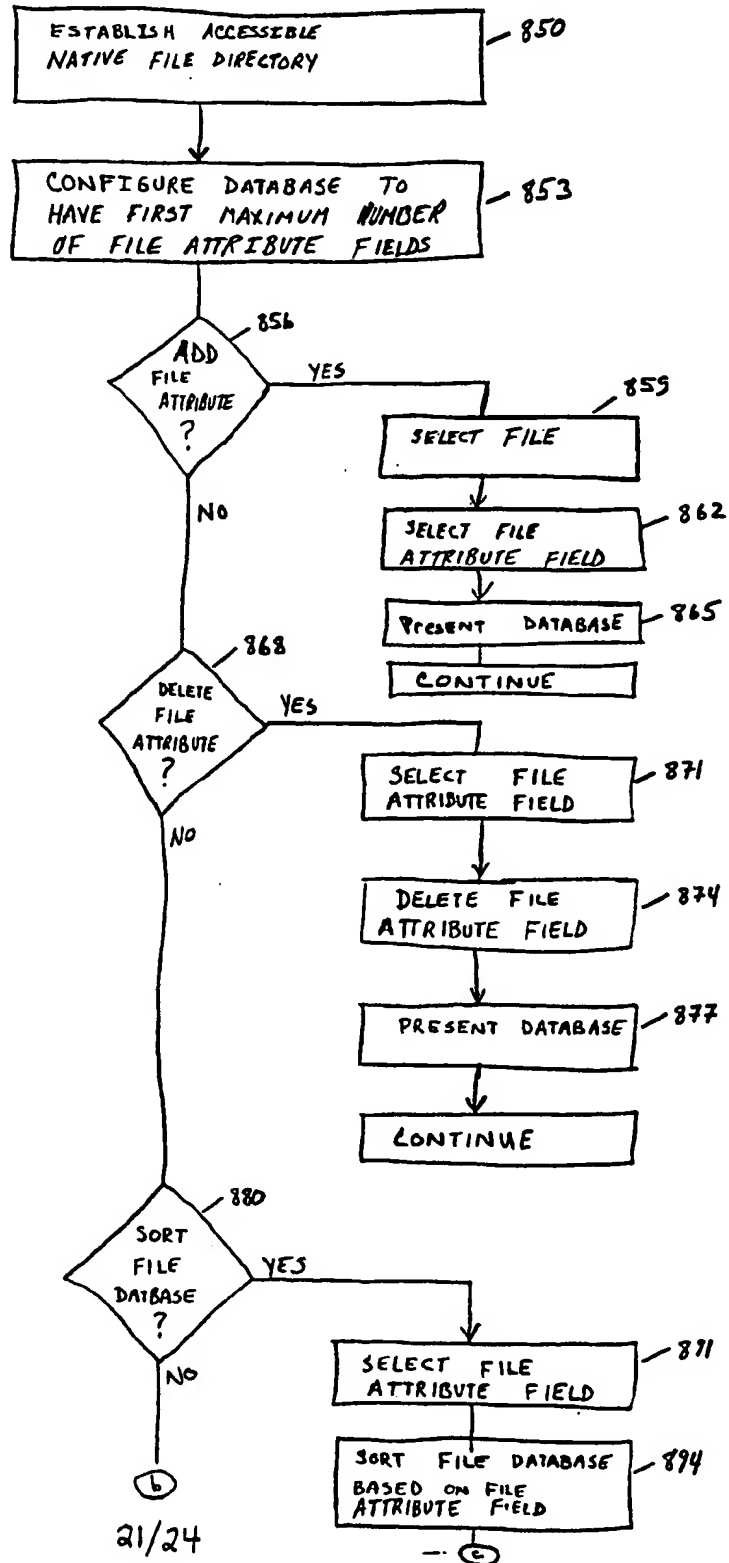 ESTABLISH ACCESSIBLE
NATIVE FILE DIRECTORY
850
CONFIGURE DATABASE TO
HAVE FIRST MAXIMUM NUMBER
OF FILE ATTRIBUTE FIELDS
853
856
ADD
FILE
ATTRIBUTE
?
YES
NO
859
SELECT FILE
862
SELECT FILE
ATTRIBUTE FIELD
865
Present DATABASE
CONTINUE
868
DELETE
FILE
ATTRIBUTE
?
YES
NO
871
SELECT FILE
ATTRIBUTE FIELD
874
DELETE FILE
ATTRIBUTE FIELD
877
PRESENT DATABASE
CONTINUE
880
SORT
FILE
DATBASE
?
YES
NO
891
SELECT FILE
ATTRIBUTE FIELD
894
SORT FILE DATABASE
BASED ON FILE
ATTRIBUTE FIELD
b
c
21/24